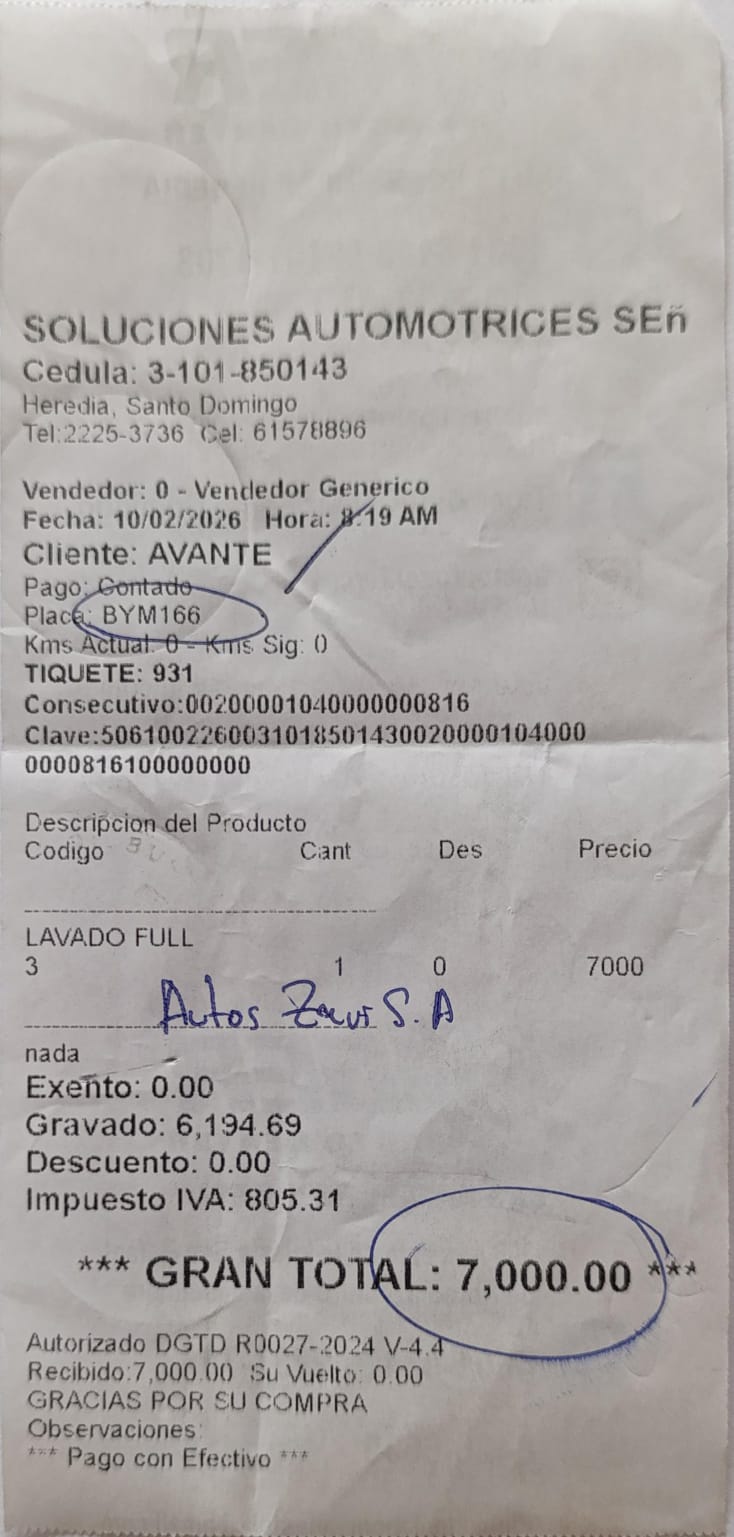 SOLUCIONES AUTOMOTRICES SEñ
Cedula: 3-101-850143
Heredia, Santo Domingo
Tel:2225-3736 Cel: 61578896
Vendedor: 0 - Vendedor Generico
Fecha: 10/02/2026 Hora: 8:19 AM
Cliente: AVANTE
Pago: Contado
Placa: BYM166
Kms Actual: 0 - Kms Sig: 0
TIQUETE: 931
Consecutivo:00200001040000000816
Clave:5061002260031018501430020000104000
0000816100000000
Descripcion del Producto
Codigo Cant Des Precio
LAVADO FULL
3 1 0 7000
Autos S.A
nada
Exento: 0.00
Gravado: 6,194.69
Descuento: 0.00
Impuesto IVA: 805.31
*** GRAN TOTAL: 7,000.00 ***
Autorizado DGTD R0027-2024 V-4.4
Recibido:7,000.00 Su Vuelto: 0.00
GRACIAS POR SU COMPRA
Observaciones:
*** Pago con Efectivo ***